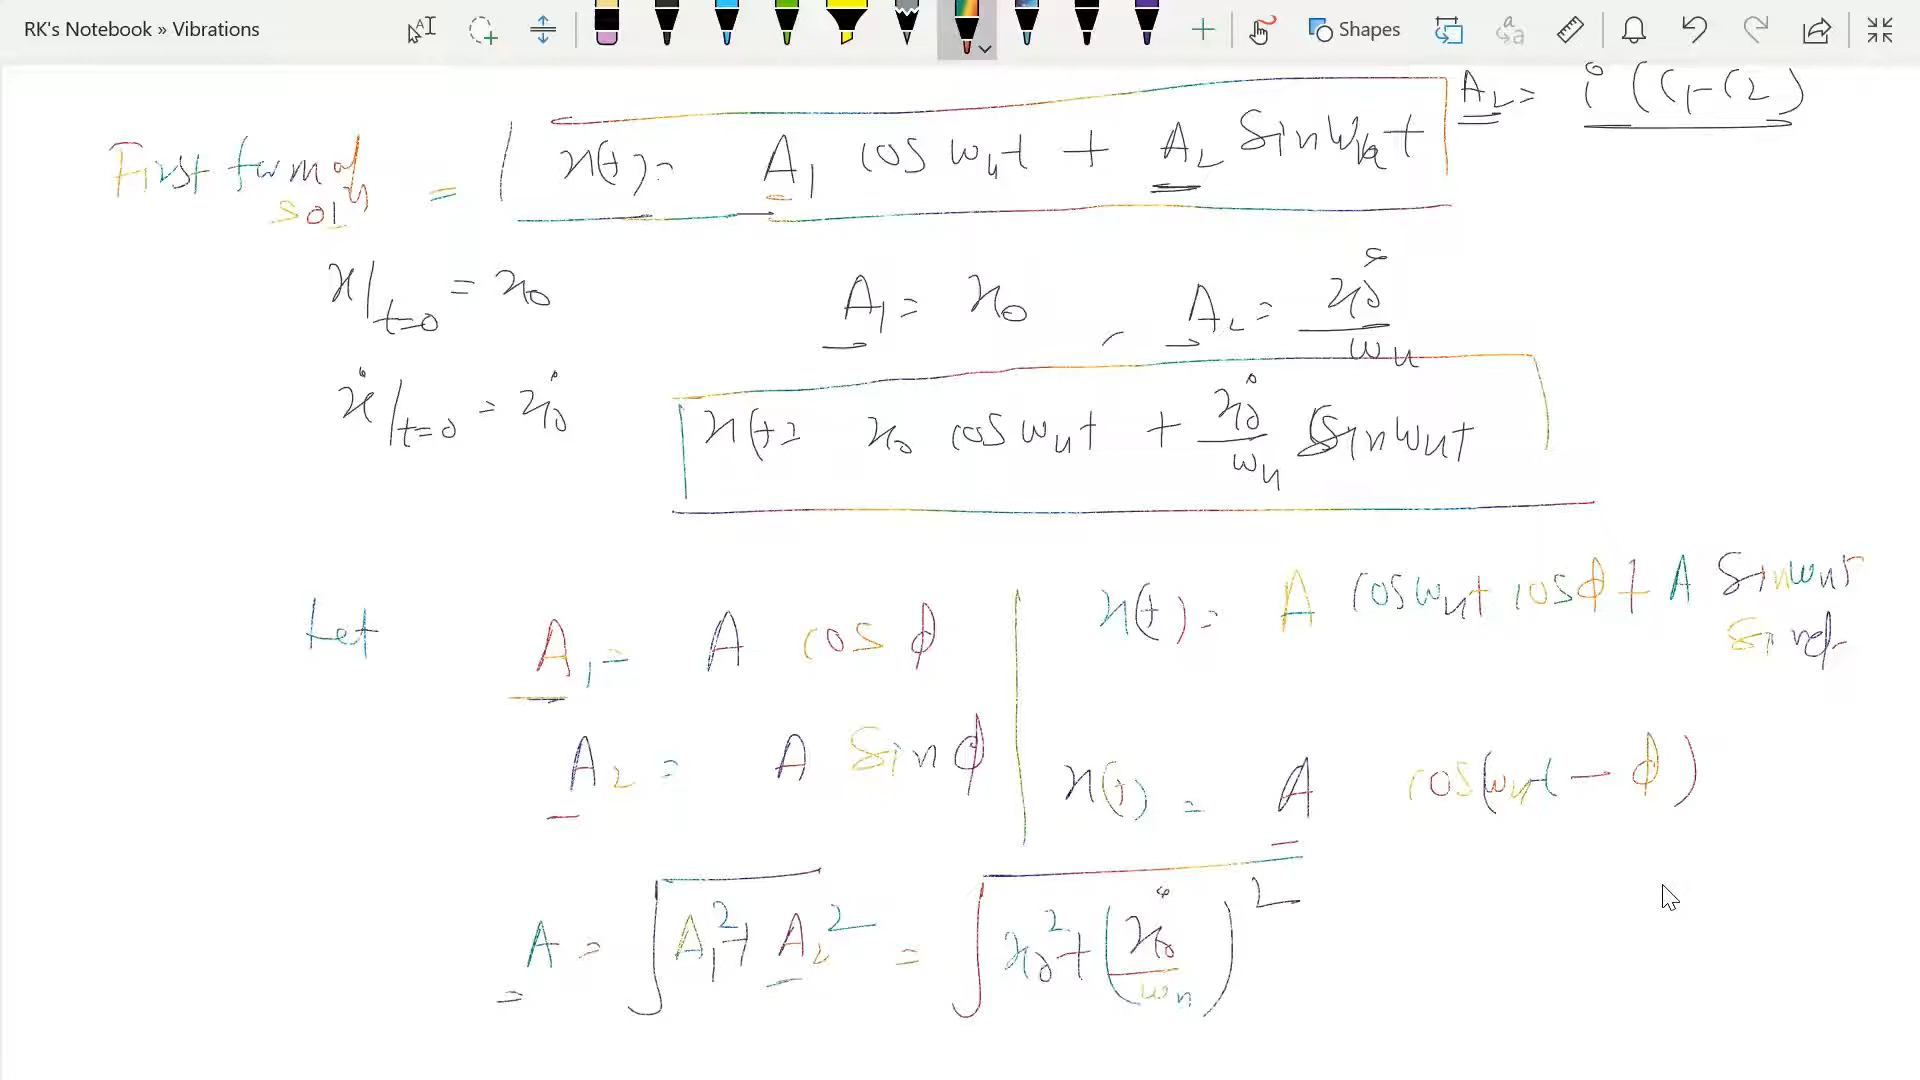 RK's Notebook » Vibrations
Shapes
A₂ = i (C₁-C2)
First form of soln = x(t) = A₁ cos ωₙt + A₂ Sin ωₙt
x|t=0 = x₀
A₁ = x₀ , A₂ = ẋ₀/ωₙ
ẋ|t=0 = ẋ₀
x(t) = x₀ cos ωₙt + ẋ₀/ωₙ Sin ωₙt
Let A₁ = A cos ϕ
A₂ = A Sin ϕ
x(t) = A cos ωₙt cos ϕ + A Sin ωₙt
Sin ϕ
x(t) = A cos(ωₙt - ϕ)
A = √(A₁² + A₂²) = √(x₀² + (ẋ₀/ωₙ)²)